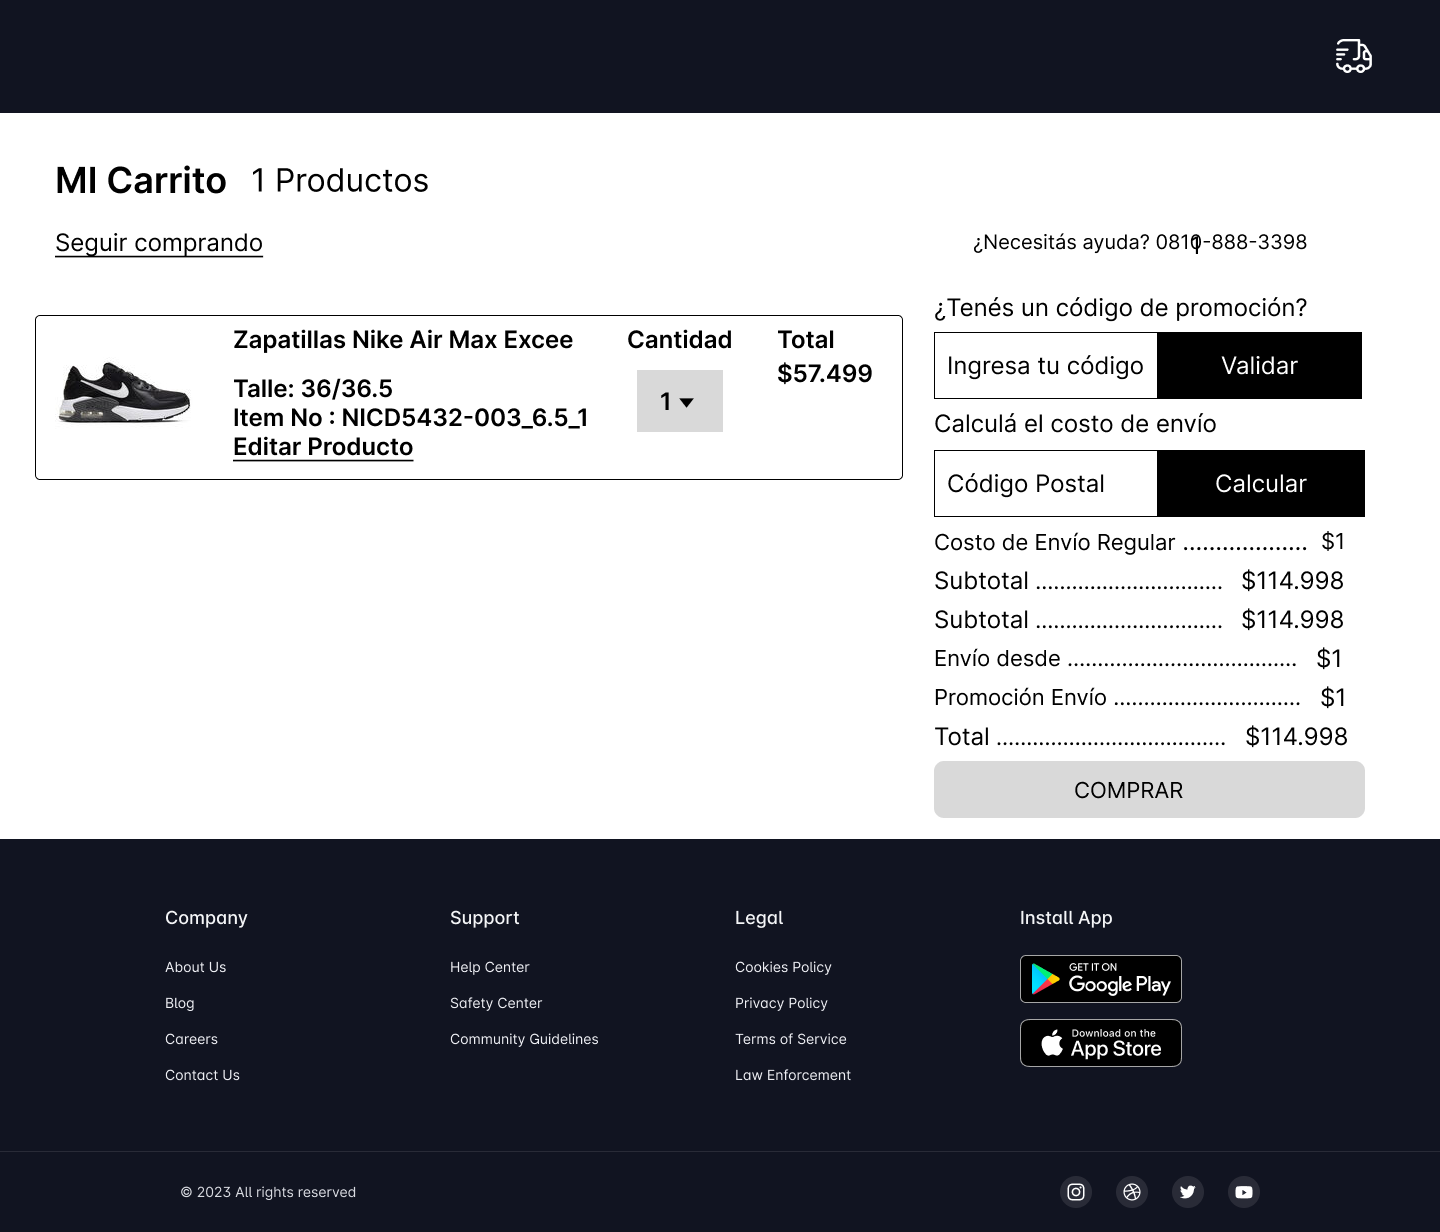 MI Carrito 1 Productos
Seguir comprando
¿Necesitás ayuda? 0810-888-3398
Zapatillas Nike Air Max Excee
Talle: 36/36.5
Item No : NICD5432-003_6.5_1
Editar Producto
Cantidad
1
Total
$57.499
¿Tenés un código de promoción?
Ingresa tu código Validar
Calculá el costo de envío
Código Postal Calcular
Costo de Envío Regular ................... $1
Subtotal ............................... $114.998
Subtotal ............................... $114.998
Envío desde ...................................... $1
Promoción Envío ............................... $1
Total ...................................... $114.998
COMPRAR
Company
About Us
Blog
Careers
Contact Us
Support
Help Center
Safety Center
Community Guidelines
Legal
Cookies Policy
Privacy Policy
Terms of Service
Law Enforcement
Install App
GET IT ON
Google Play
Download on the
App Store
© 2023 All rights reserved